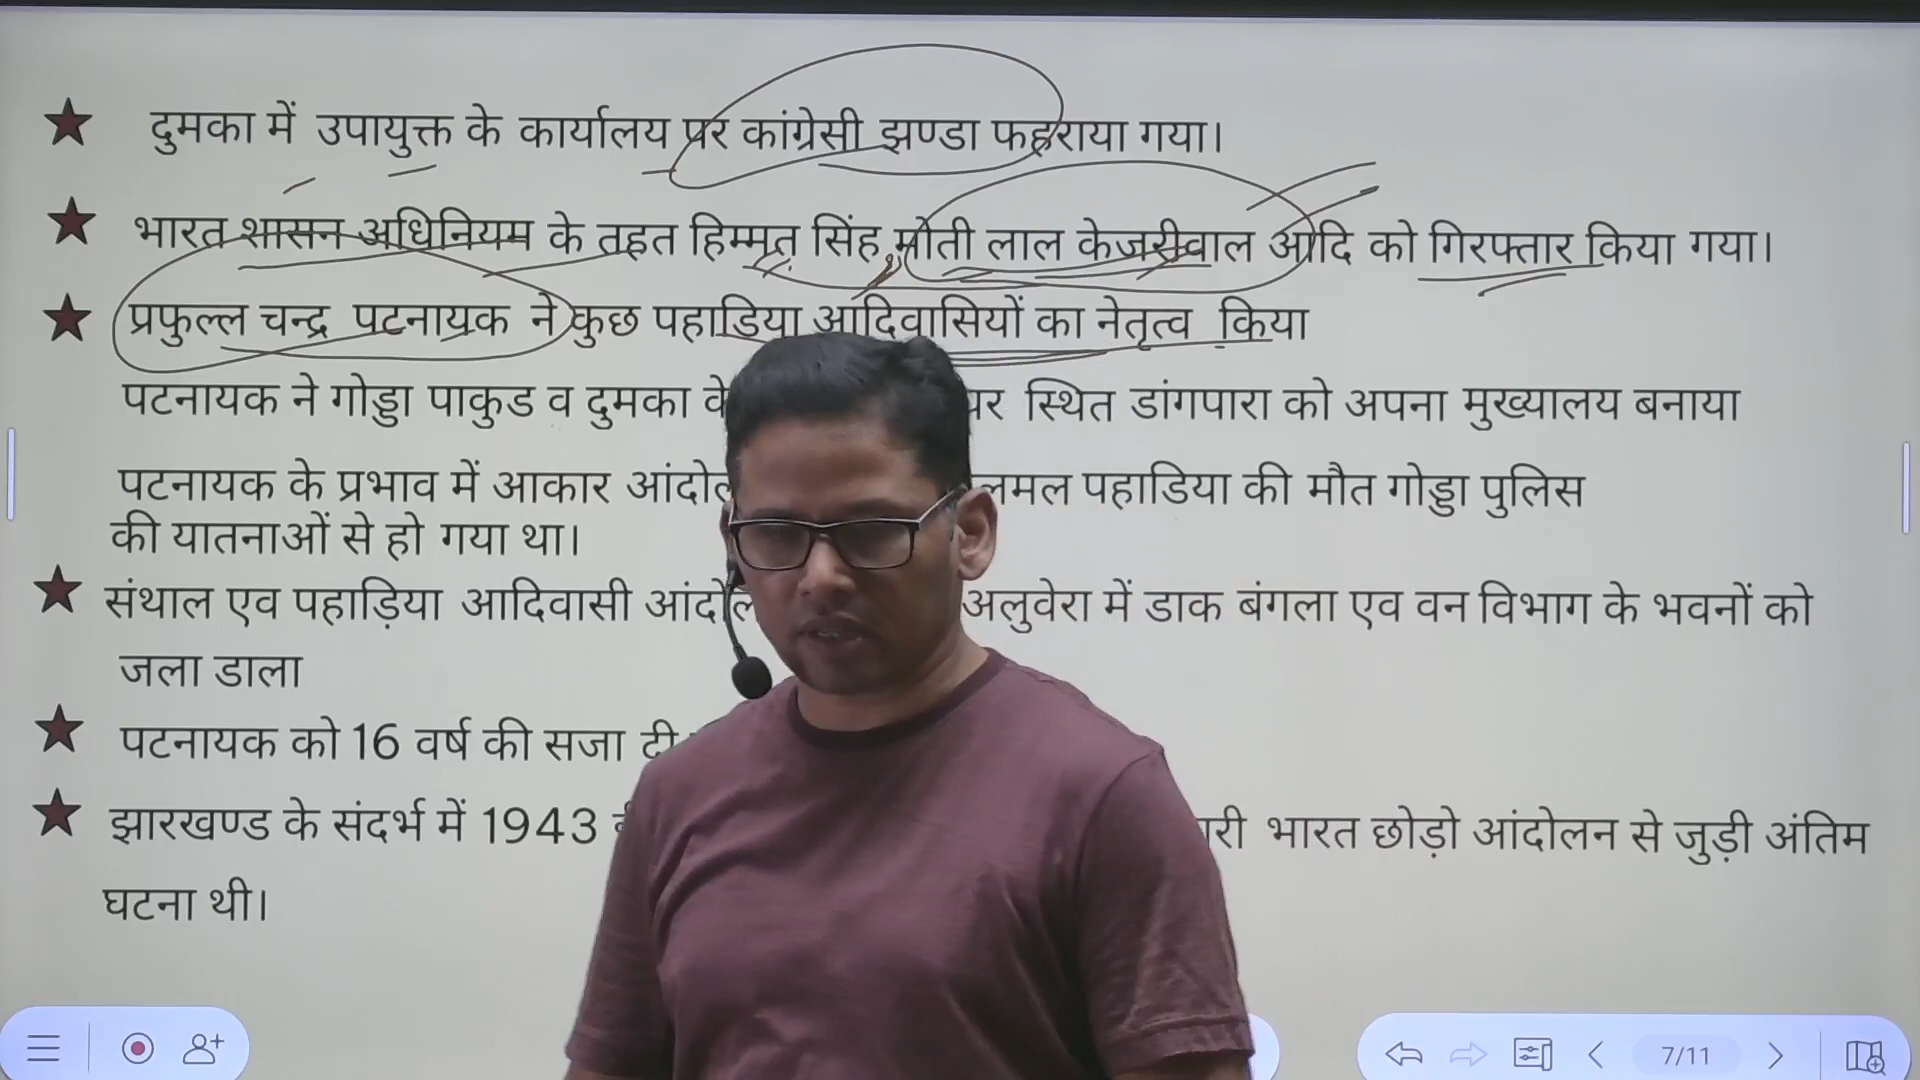 दुमका में उपायुक्त के कार्यालय पर कांग्रेसी झण्डा फहराया गया।
भारत शासन अधिनियम के तहत हिम्मत सिंह, मोती लाल केजरीवाल आदि को गिरफ्तार किया गया।
प्रफुल्ल चन्द्र पटनायक ने कुछ पहाडिया आदिवासियों का नेतृत्व किया
पटनायक ने गोड्डा पाकुड व दुमका के पर स्थित डांगपारा को अपना मुख्यालय बनाया
पटनायक के प्रभाव में आकार पहाडिया की मौत गोड्डा पुलिस
की यातनाओं से हो गया था।
संथाल एव पहाड़िया आदिवासी अलुवेरा में डाक बंगला एव वन विभाग के भवनों को
जला डाला
पटनायक को 16 वर्ष की सजा दी
झारखण्ड के संदर्भ में 1943 भारत छोड़ो आंदोलन से जुड़ी अंतिम
घटना थी।
7/11